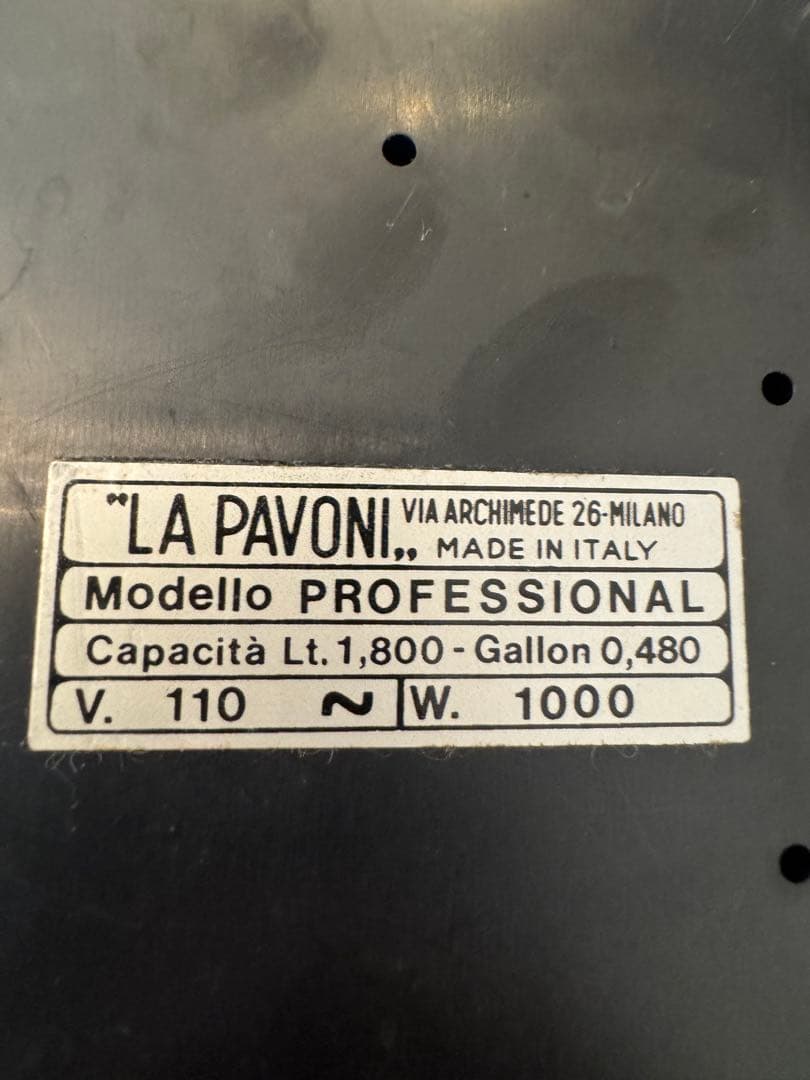 "LA PAVONI„ VIA ARCHIMEDE 26-MILANO
MADE IN ITALY
Modello PROFESSIONAL
Capacità Lt. 1,800 - Gallon 0,480
V. 110 ~ W. 1000